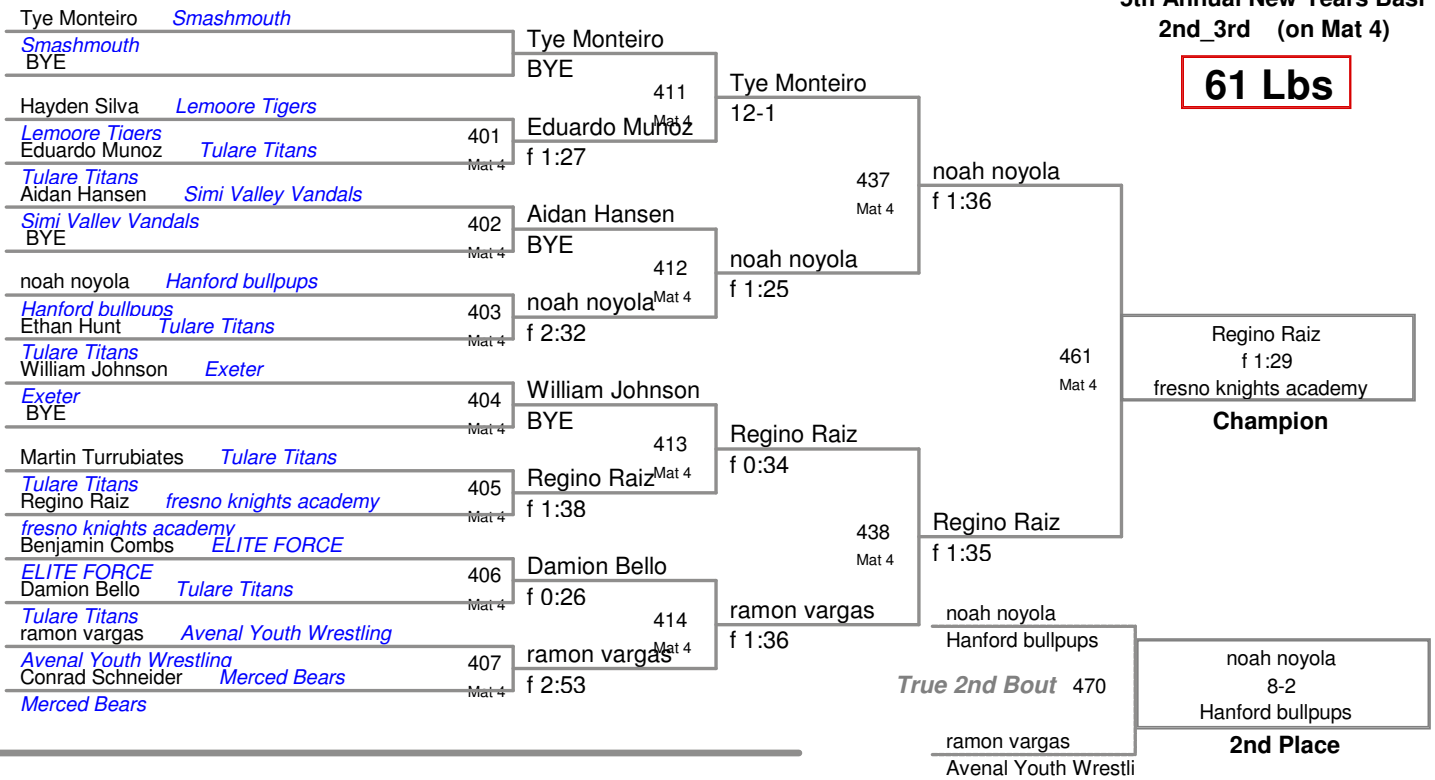 5th Annual New Years Bash
2nd_3rd (on Mat 4)
61 Lbs
Tye Monteiro Smashmouth
Smashmouth
BYE
Hayden Silva Lemoore Tigers
Lemoore Tigers
Eduardo Munoz Tulare Titans
Tulare Titans
Aidan Hansen Simi Valley Vandals
Simi Valley Vandals
BYE
noah noyola Hanford bullpups
Hanford bullpups
Ethan Hunt Tulare Titans
Tulare Titans
William Johnson Exeter
Exeter
BYE
Martin Turrubiates Tulare Titans
Tulare Titans
Regino Raiz fresno knights academy
fresno knights academy
Benjamin Combs ELITE FORCE
ELITE FORCE
Damion Bello Tulare Titans
Tulare Titans
ramon vargas Avenal Youth Wrestling
Avenal Youth Wrestling
Conrad Schneider Merced Bears
Merced Bears
401
Mat 4
402
Mat 4
403
Mat 4
404
Mat 4
405
Mat 4
406
Mat 4
407
Mat 4
Tye Monteiro
BYE
Eduardo Munoz
f 1:27
Aidan Hansen
BYE
noah noyola
f 2:32
William Johnson
BYE
Regino Raiz
f 1:38
Damion Bello
f 0:26
ramon vargas
f 2:53
411
Mat 4
412
Mat 4
413
Mat 4
414
Mat 4
Tye Monteiro
12-1
noah noyola
f 1:25
Regino Raiz
f 0:34
ramon vargas
f 1:36
437
Mat 4
438
Mat 4
noah noyola
f 1:36
Regino Raiz
f 1:35
461
Mat 4
Regino Raiz
f 1:29
fresno knights academy
Champion
noah noyola
Hanford bullpups
True 2nd Bout 470
ramon vargas
Avenal Youth Wrestli
noah noyola
8-2
Hanford bullpups
2nd Place